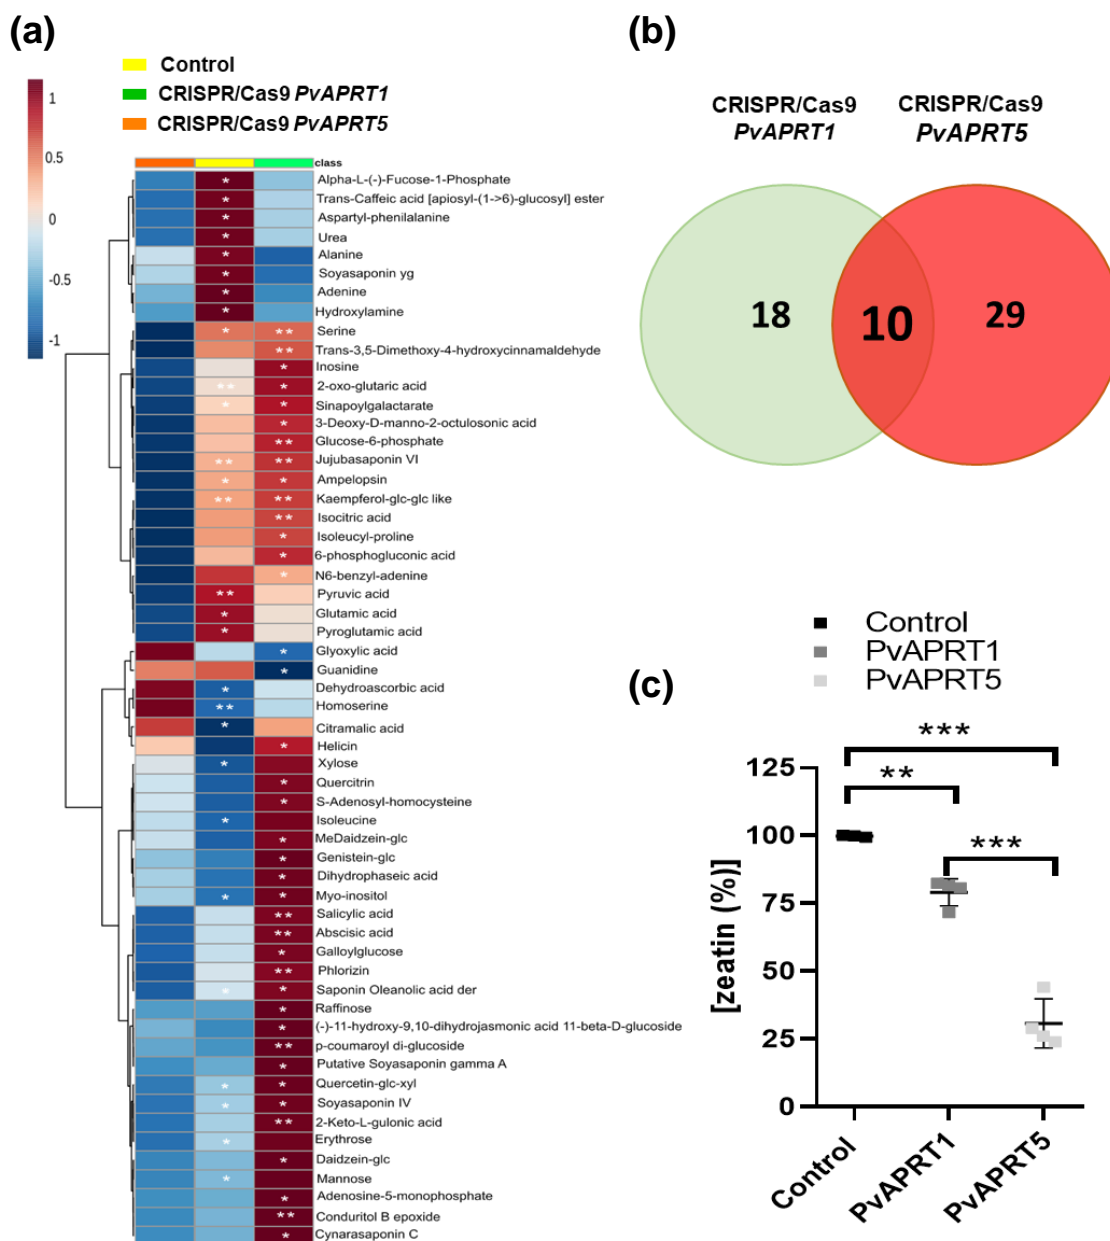 (a)
Control
CRISPR/Cas9 PvAPRT1
CRISPR/Cas9 PvAPRT5
1
0.5
0
-0.5
-1
class
Alpha-L-(-)-Fucose-1-Phosphate
*
Trans-Caffeic acid [apiosyl-(1->6)-glucosyl] ester
*
Aspartyl-phenilalanine
*
Urea
*
Alanine
*
Soyasaponin yg
*
Adenine
*
Hydroxylamine
*
Serine
* **
Trans-3,5-Dimethoxy-4-hydroxycinnamaldehyde
**
Inosine
*
2-oxo-glutaric acid
** *
Sinapoylgalactarate
* *
3-Deoxy-D-manno-2-octulosonic acid
*
Glucose-6-phosphate
**
Jujubasaponin VI
** **
Ampelopsin
* *
Kaempferol-glc-glc like
** **
Isocitric acid
**
Isoleucyl-proline
*
6-phosphogluconic acid
*
N6-benzyl-adenine
*
Pyruvic acid
**
Glutamic acid
*
Pyroglutamic acid
*
Glyoxylic acid
*
Guanidine
*
Dehydroascorbic acid
*
Homoserine
**
Citramalic acid
*
Helicin
*
Xylose
*
Quercitrin
*
S-Adenosyl-homocysteine
*
Isoleucine
*
MeDaidzein-glc
*
Genistein-glc
*
Dihydrophaseic acid
*
Myo-inositol
* *
Salicylic acid
**
Abscisic acid
**
Galloylglucose
*
Phlorizin
**
Saponin Oleanolic acid der
* *
Raffinose
*
(-)-11-hydroxy-9,10-dihydrojasmonic acid 11-beta-D-glucoside
*
p-coumaroyl di-glucoside
**
Putative Soyasaponin gamma A
*
Quercetin-glc-xyl
* *
Soyasaponin IV
* *
2-Keto-L-gulonic acid
**
Erythrose
*
Daidzein-glc
*
Mannose
*
Adenosine-5-monophosphate
*
Conduritol B epoxide
**
Cynarasaponin C
*
(b)
CRISPR/Cas9
PvAPRT1
CRISPR/Cas9
PvAPRT5
18
10
29
(c)
Control
PvAPRT1
PvAPRT5
***
**
***
[zeatin (%)]
125
100
75
50
25
0
Control
PvAPRT1
PvAPRT5